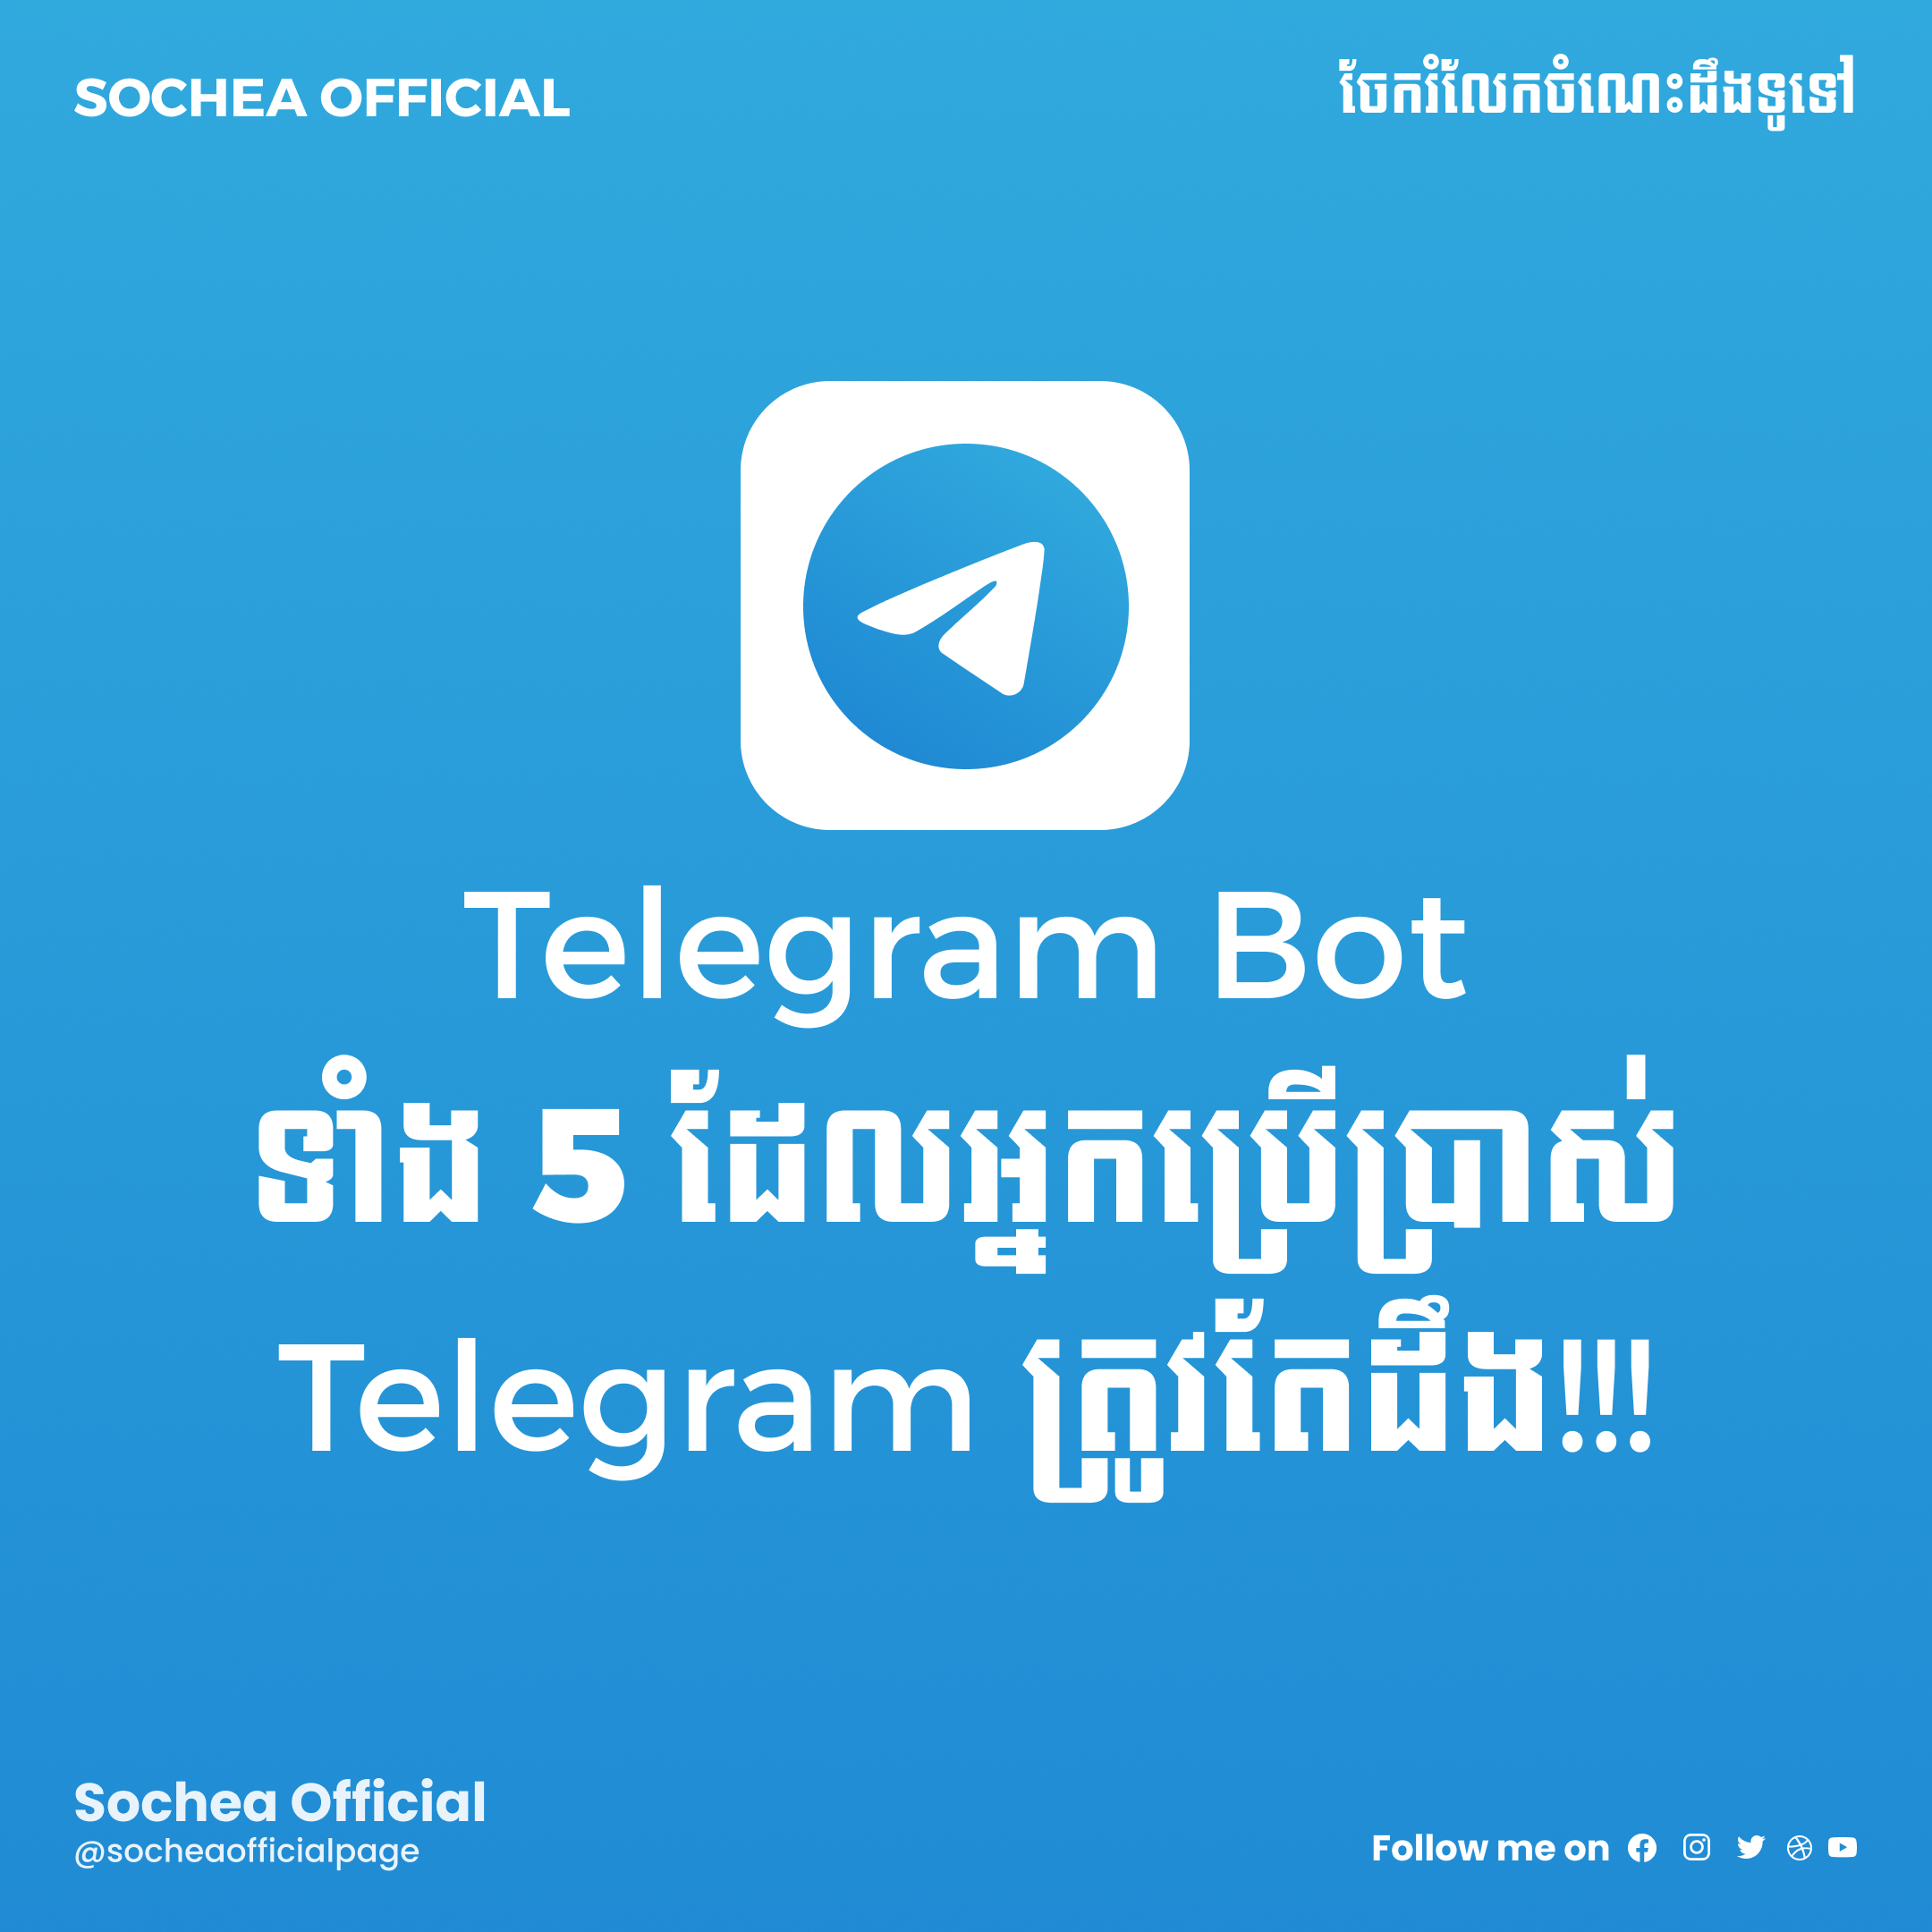 SOCHEA OFFICIAL
ចែករំលែកចំណេះដឹងទូទៅ
Telegram Bot
ទាំង 5 ដែលអ្នកប្រើប្រាស់
Telegram ត្រូវតែដឹង!!!
Sochea Official
@socheaofficialpage
Follow me on